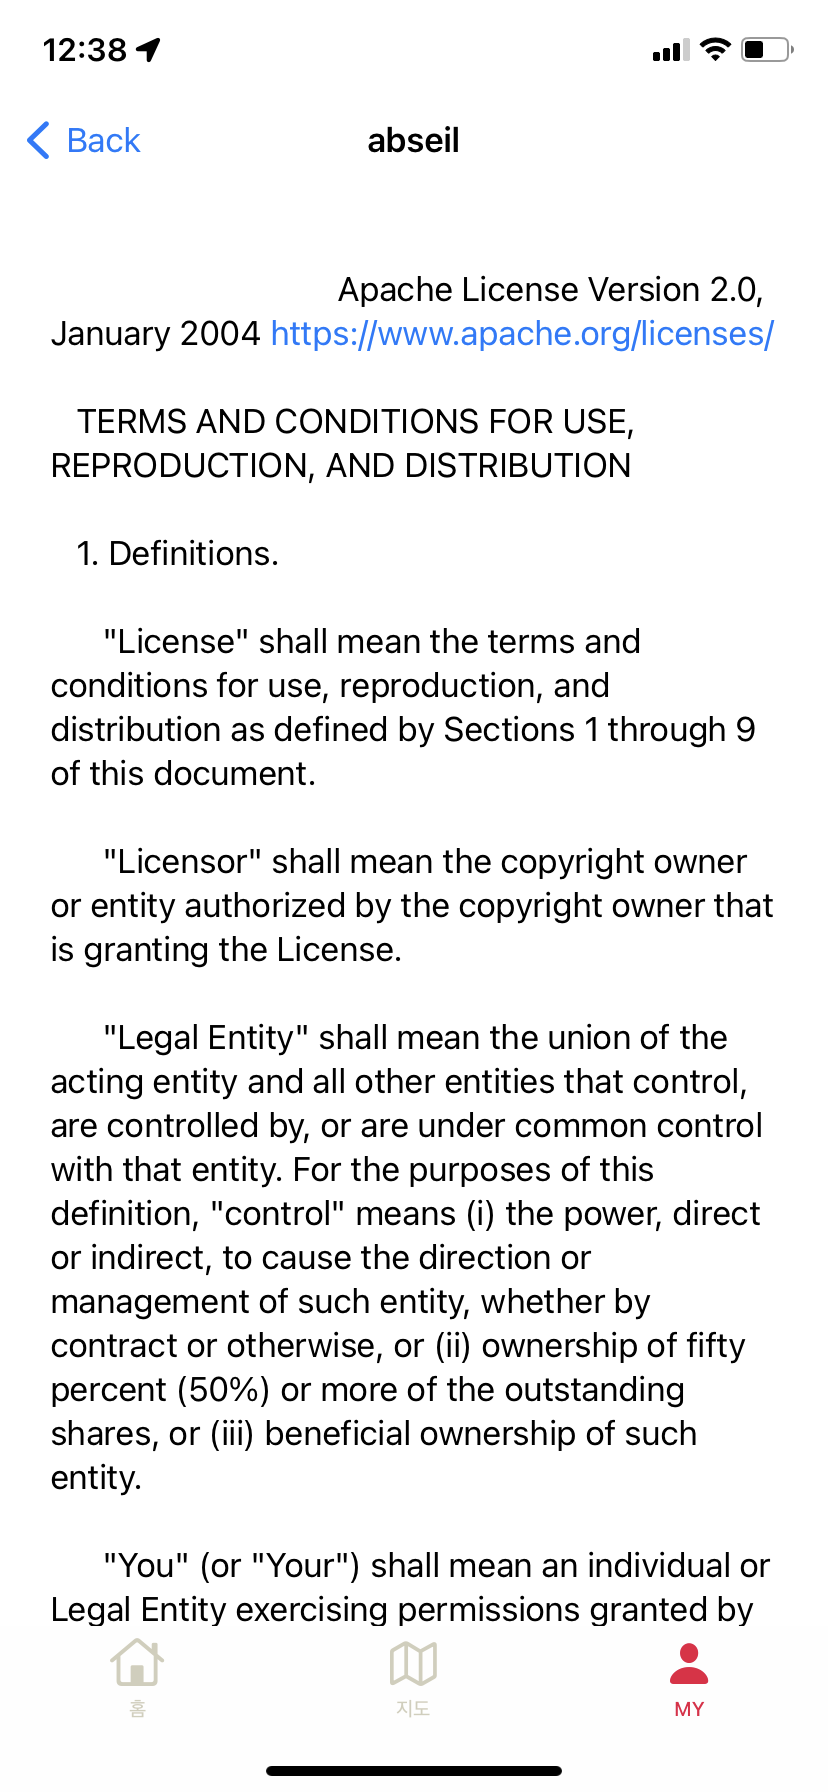 12:38
Back
abseil
Apache License Version 2.0,
January 2004 https://www.apache.org/licenses/
TERMS AND CONDITIONS FOR USE,
REPRODUCTION, AND DISTRIBUTION
1. Definitions.
"License" shall mean the terms and
conditions for use, reproduction, and
distribution as defined by Sections 1 through 9
of this document.
"Licensor" shall mean the copyright owner
or entity authorized by the copyright owner that
is granting the License.
"Legal Entity" shall mean the union of the
acting entity and all other entities that control,
are controlled by, or are under common control
with that entity. For the purposes of this
definition, "control" means (i) the power, direct
or indirect, to cause the direction or
management of such entity, whether by
contract or otherwise, or (ii) ownership of fifty
percent (50%) or more of the outstanding
shares, or (iii) beneficial ownership of such
entity.
"You" (or "Your") shall mean an individual or
Legal Entity exercising permissions granted by
홈
지도
MY